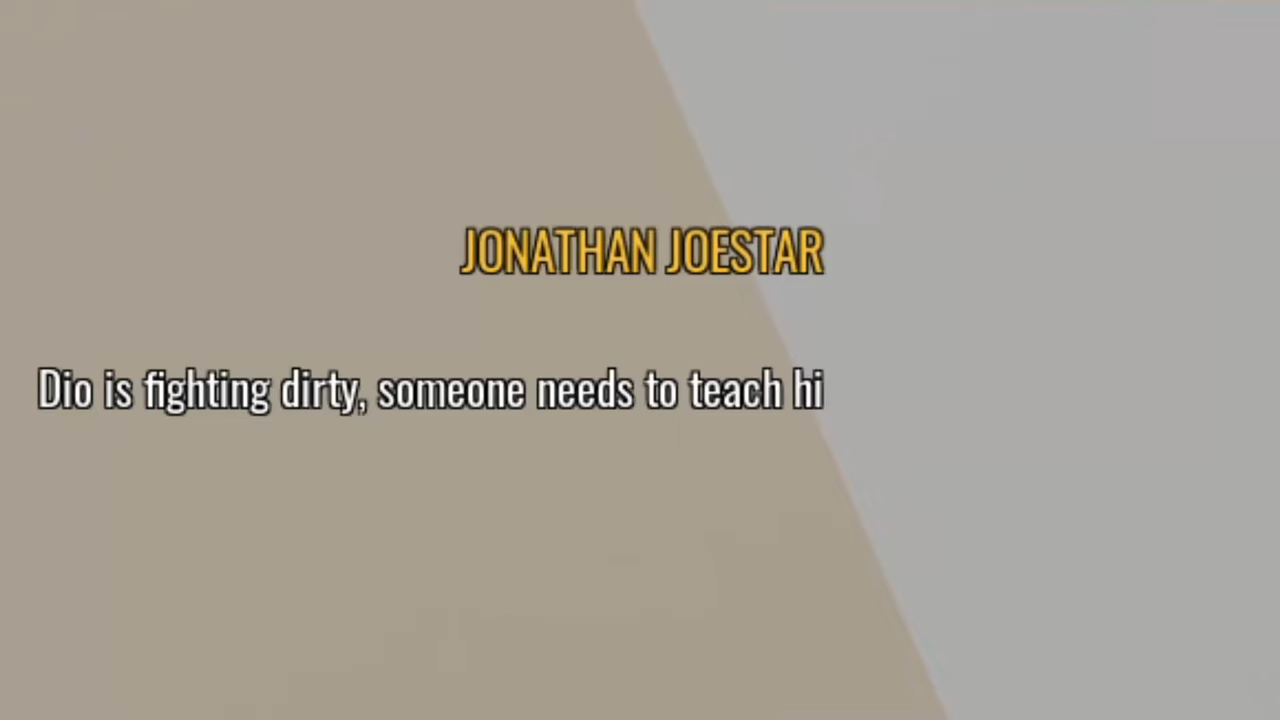 JONATHAN JOESTAR
Dio is fighting dirty, someone needs to teach hi